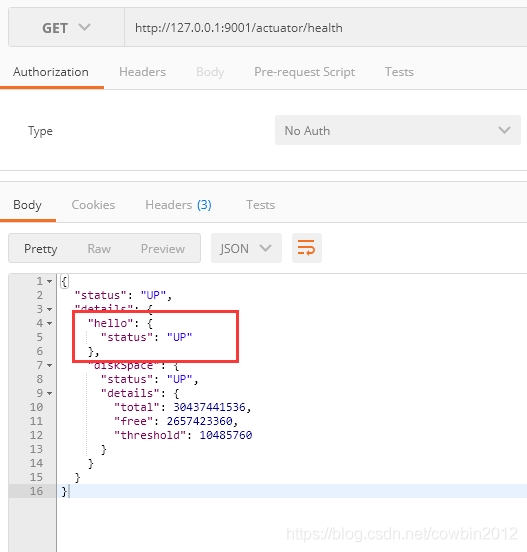 GET http://127.0.0.1:9001/actuator/health
Authorization Headers Body Pre-request Script Tests
Type No Auth
Body Cookies Headers (3) Tests
Pretty Raw Preview JSON
1 {
2 "status": "UP",
3 "details": {
4 "hello": {
5 "status": "UP"
6 },
7 "diskSpace": {
8 "status": "UP",
9 "details": {
10 "total": 30437441536,
11 "free": 2657423360,
12 "threshold": 10485760
13 }
14 }
15 }
16 }
https://blog.csdn.net/cowbin2012